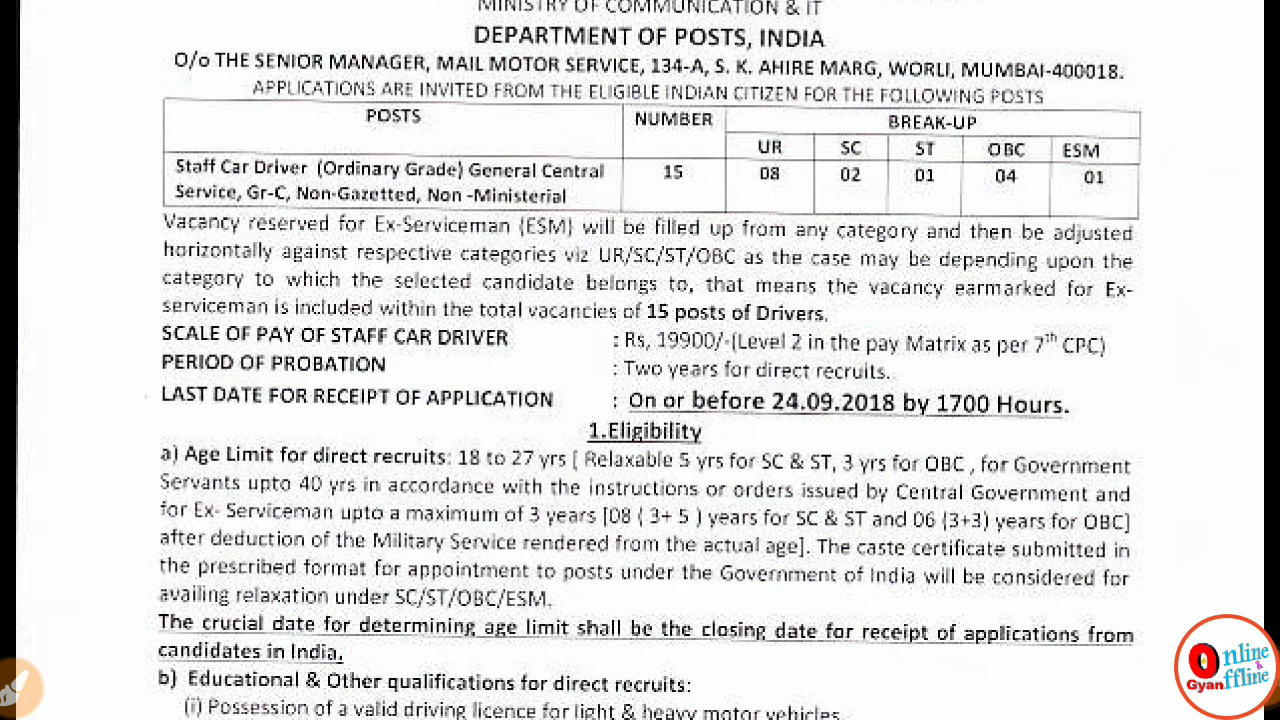 MINISTRY OF COMMUNICATION & IT
DEPARTMENT OF POSTS, INDIA
O/o THE SENIOR MANAGER, MAIL MOTOR SERVICE, 134-A, S. K. AHIRE MARG, WORLI, MUMBAI-400018.
APPLICATIONS ARE INVITED FROM THE ELIGIBLE INDIAN CITIZEN FOR THE FOLLOWING POSTS
POSTS NUMBER BREAK-UP
UR SC ST OBC ESM
Staff Car Driver (Ordinary Grade) General Central 15 08 02 01 04 01
Service, Gr-C, Non-Gazetted, Non -Ministerial
Vacancy reserved for Ex-Serviceman (ESM) will be filled up from any category and then be adjusted
horizontally against respective categories viz UR/SC/ST/OBC as the case may be depending upon the
category to which the selected candidate belongs to, that means the vacancy earmarked for Ex-
serviceman is included within the total vacancies of 15 posts of Drivers.
SCALE OF PAY OF STAFF CAR DRIVER : Rs, 19900/-(Level 2 in the pay Matrix as per 7th CPC)
PERIOD OF PROBATION : Two years for direct recruits.
LAST DATE FOR RECEIPT OF APPLICATION : On or before 24.09.2018 by 1700 Hours.
1.Eligibility
a) Age Limit for direct recruits: 18 to 27 yrs [ Relaxable 5 yrs for SC & ST, 3 yrs for OBC , for Government
Servants upto 40 yrs in accordance with the instructions or orders issued by Central Government and
for Ex- Serviceman upto a maximum of 3 years [08 ( 3+ 5 ) years for SC & ST and 06 (3+3) years for OBC]
after deduction of the Military Service rendered from the actual age]. The caste certificate submitted in
the prescribed format for appointment to posts under the Government of India will be considered for
availing relaxation under SC/ST/OBC/ESM.
The crucial date for determining age limit shall be the closing date for receipt of applications from
candidates in India.
b) Educational & Other qualifications for direct recruits:
(i) Possession of a valid driving licence for light & heavy motor vehicles.
Online
&
Gyan Offline